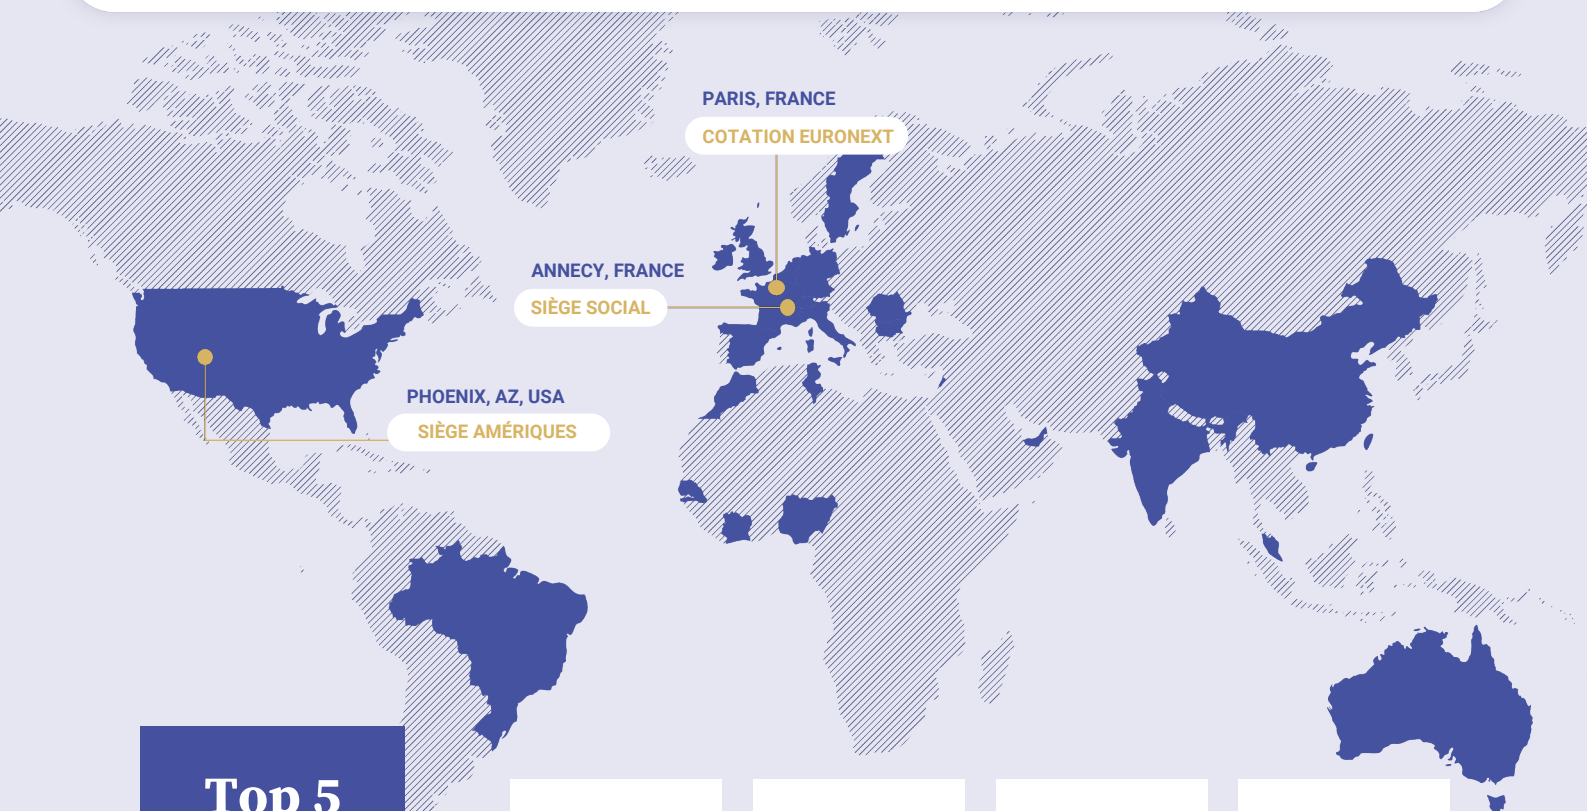 PARIS, FRANCE
COTATION EURONEXT
ANNECY, FRANCE
SIÈGE SOCIAL
PHOENIX, AZ, USA
SIÈGE AMÉRIQUES
Top 5